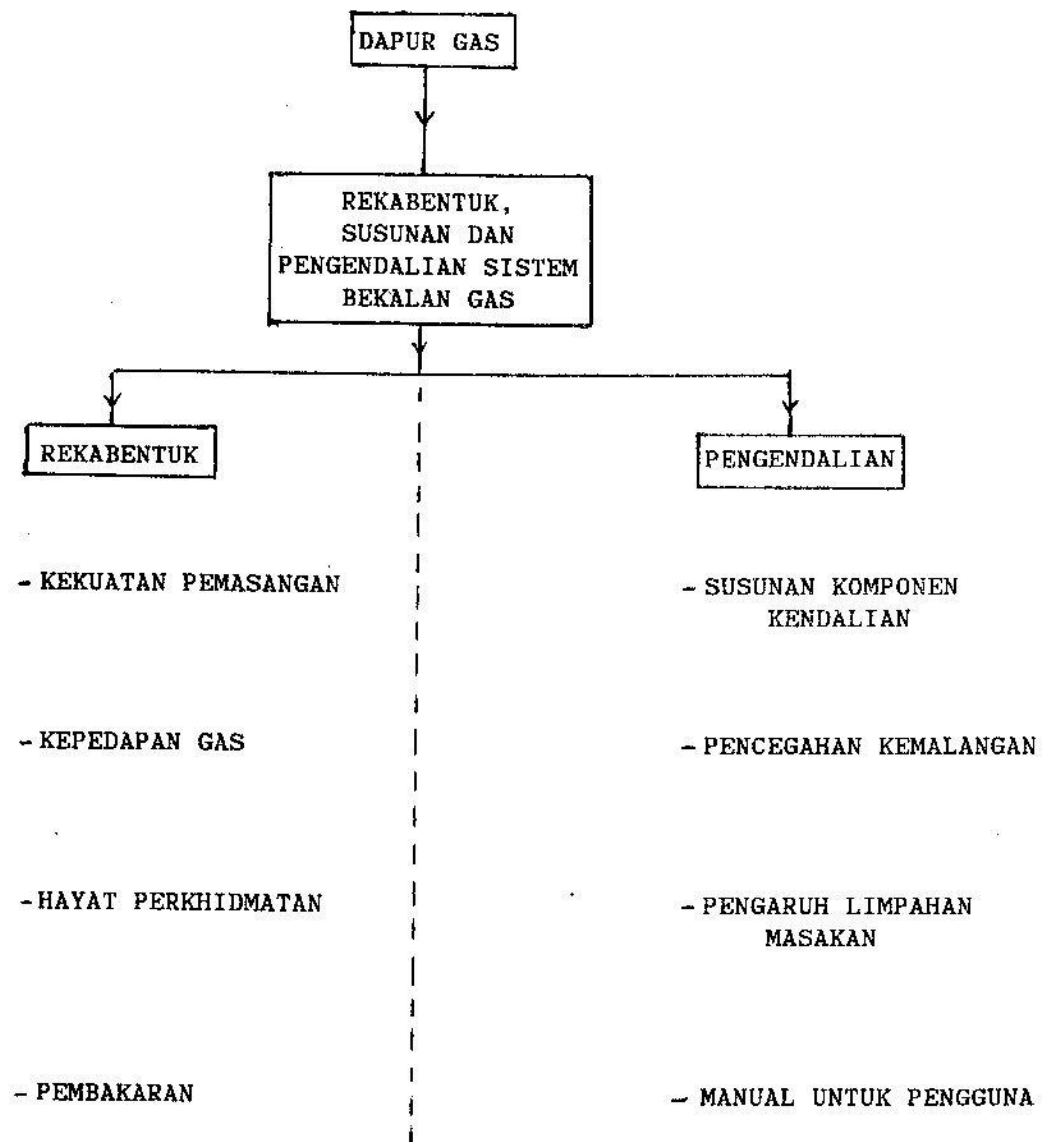 DAPUR GAS
REKABENTUK,
SUSUNAN DAN
PENGENDALIAN SISTEM
BEKALAN GAS
REKABENTUK
PENGENDALIAN
- KEKUATAN PEMASANGAN
- SUSUNAN KOMPONEN
KENDALIAN
- KEPEDAPAN GAS
- PENCEGAHAN KEMALANGAN
- HAYAT PERKHIDMATAN
- PENGARUH LIMPAHAN
MASAKAN
- PEMBAKARAN
- MANUAL UNTUK PENGGUNA